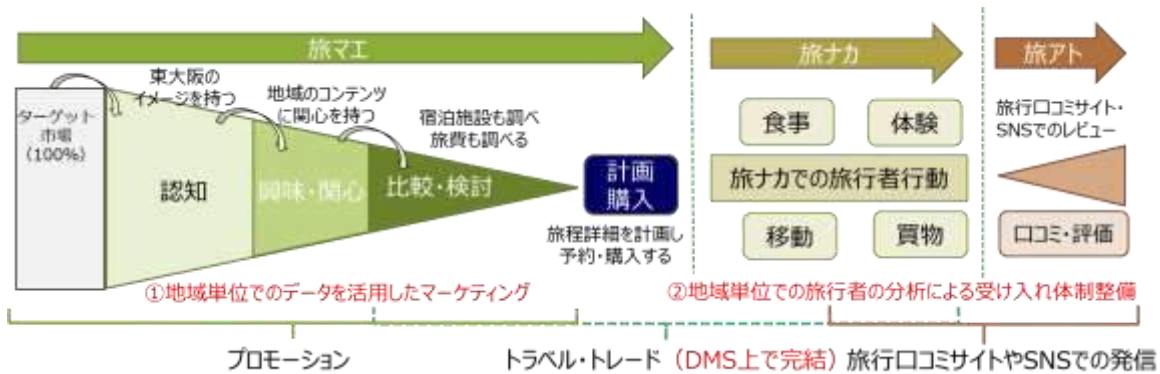 旅マエ
旅ナカ
旅アト
東大阪の
イメージを持つ
地域のコンテンツ
に関心を持つ
宿泊施設も調べ
旅費も調べる
ターゲット
市場
(100%)
認知
興味・関心
比較・検討
計画
購入
旅程詳細を計画し
予約・購入する
食事
体験
旅ナカでの旅行者行動
移動
買物
旅行口コミサイト・
SNSでのレビュー
口コミ・評価
①地域単位でのデータを活用したマーケティング
②地域単位での旅行者の分析による受け入れ体制整備
プロモーション
トラベル・トレード（DMS上で完結）
旅行口コミサイトやSNSでの発信